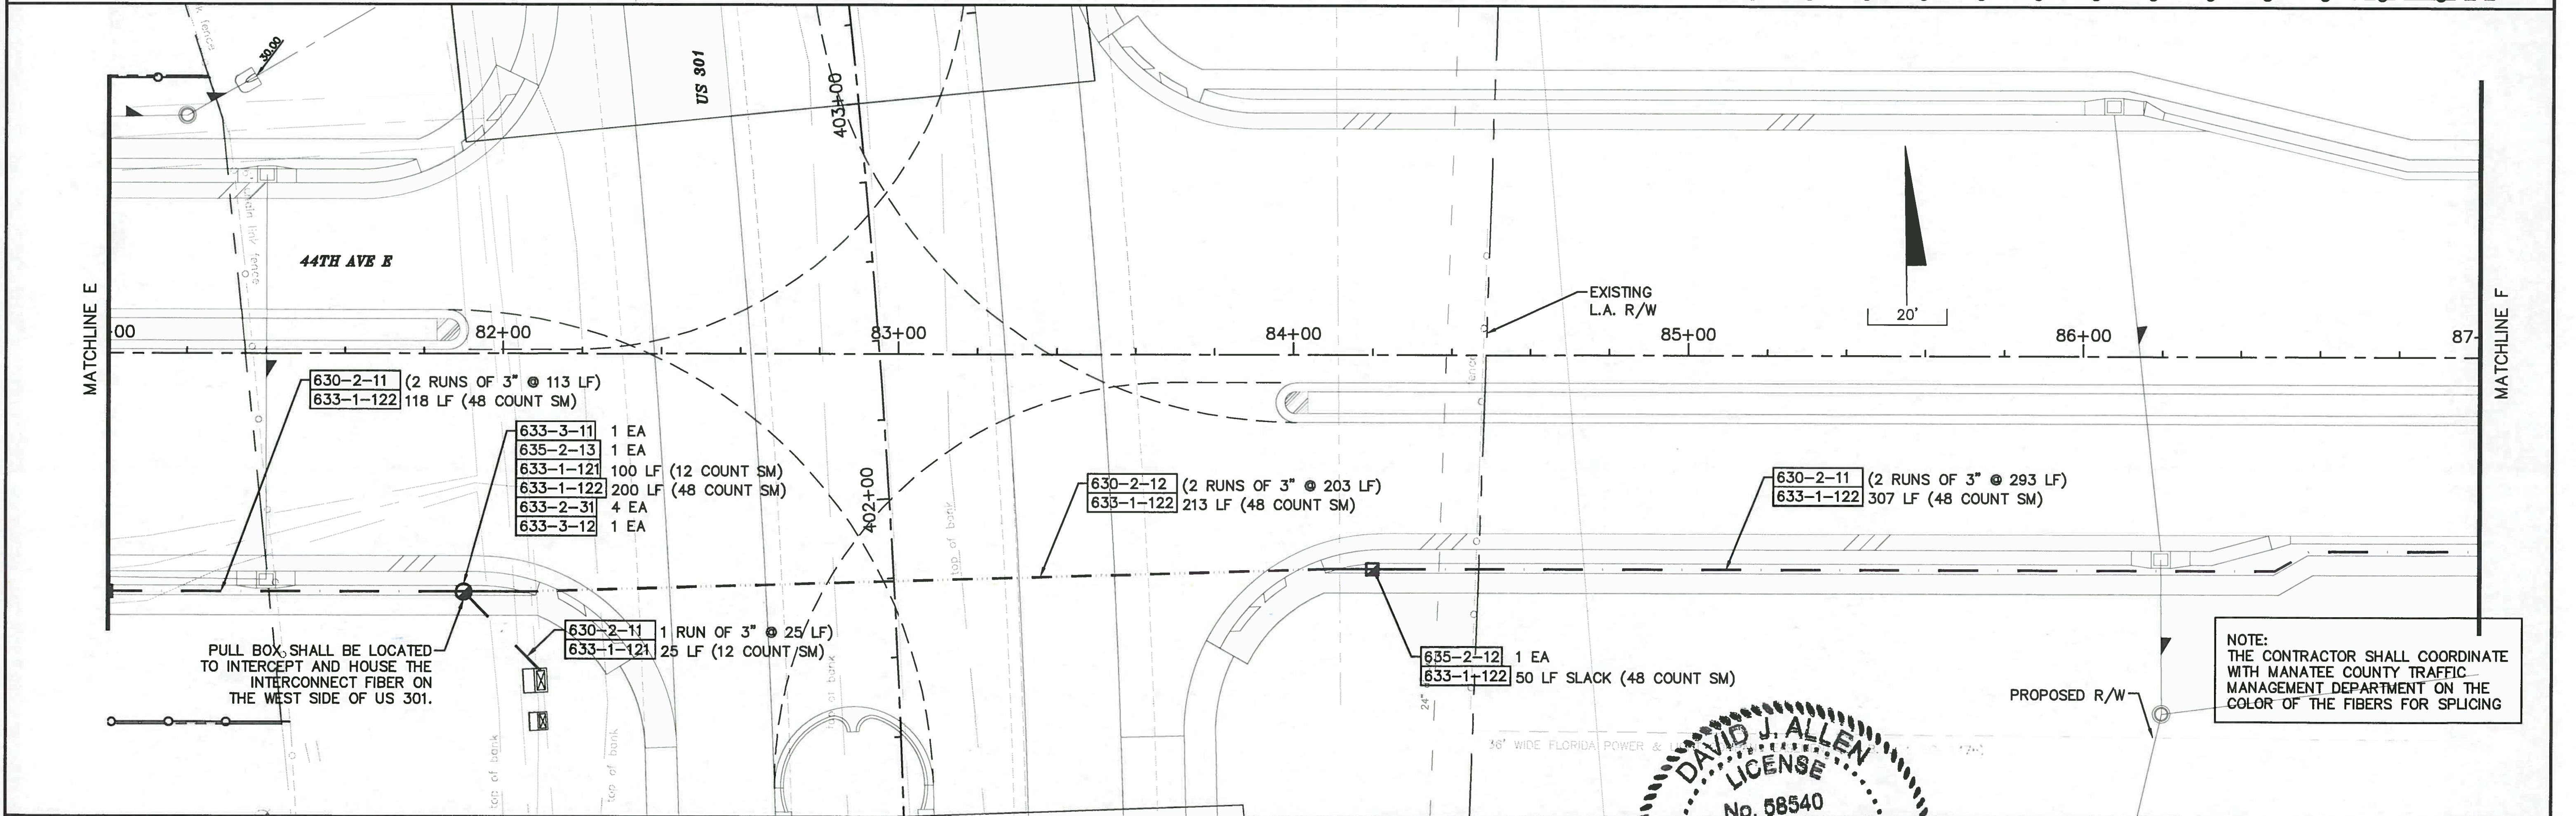 30.00
US 301
403+00
44TH AVE E
MATCHLINE E
00
82+00
83+00
84+00
85+00
86+00
87
MATCHLINE F
EXISTING
L.A. R/W
20'
630-2-11 (2 RUNS OF 3" @ 113 LF)
633-1-122 118 LF (48 COUNT SM)
633-3-11 1 EA
635-2-13 1 EA
633-1-121 100 LF (12 COUNT SM)
633-1-122 200 LF (48 COUNT SM)
633-2-31 4 EA
633-3-12 1 EA
402+00
630-2-12 (2 RUNS OF 3" @ 203 LF)
633-1-122 213 LF (48 COUNT SM)
630-2-11 (2 RUNS OF 3" @ 293 LF)
633-1-122 307 LF (48 COUNT SM)
fence
top of bank
630-2-11 1 RUN OF 3" @ 25 LF)
633-1-121 25 LF (12 COUNT SM)
PULL BOX SHALL BE LOCATED
TO INTERCEPT AND HOUSE THE
INTERCONNECT FIBER ON
THE WEST SIDE OF US 301.
635-2-12 1 EA
633-1-122 50 LF SLACK (48 COUNT SM)
24"
top of bank
top of bank
top of bank
PROPOSED R/W
NOTE:
THE CONTRACTOR SHALL COORDINATE
WITH MANATEE COUNTY TRAFFIC
MANAGEMENT DEPARTMENT ON THE
COLOR OF THE FIBERS FOR SPLICING
36' WIDE FLORIDA POWER &
DAVID J. ALLEN
LICENSE
No. 58540